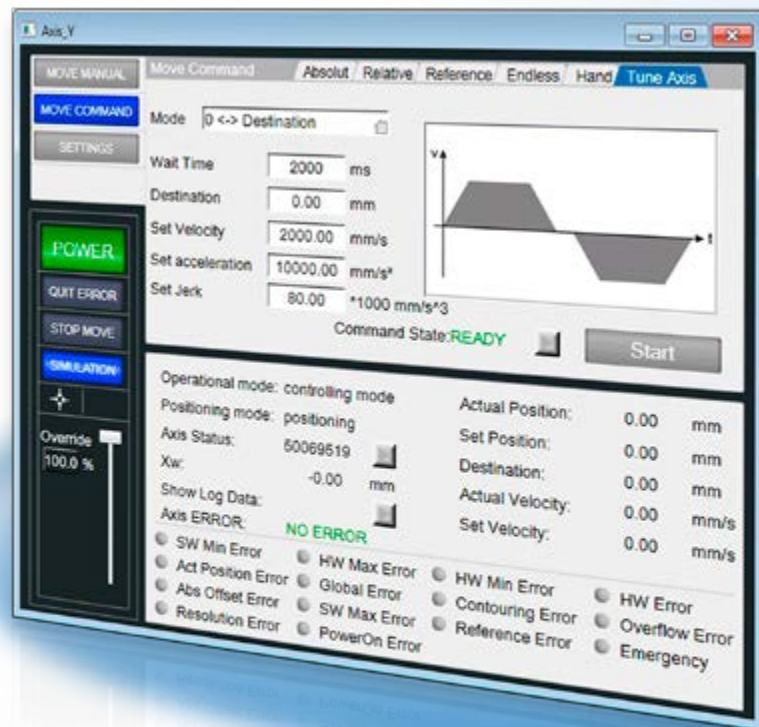 Axis_Y
MOVE MANUAL
MOVE COMMAND
SETTINGS
Move Command Absolut Relative Reference Endless Hand Tune Axis
Mode 0 <-> Destination
Wait Time 2000 ms
Destination 0.00 mm
Set Velocity 2000.00 mm/s
Set acceleration 10000.00 mm/s²
Set Jerk 80.00 *1000 mm/s^3
v
t
Command State:READY
Start
POWER
QUIT ERROR
STOP MOVE
SIMULATION
Override
100.0 %
Operational mode: controlling mode
Positioning mode: positioning
Axis Status: 50069519
Xw: -0.00 mm
Show Log Data:
Axis ERROR: NO ERROR
Actual Position: 0.00 mm
Set Position: 0.00 mm
Destination: 0.00 mm
Actual Velocity: 0.00 mm/s
Set Velocity: 0.00 mm/s
SW Min Error HW Max Error HW Min Error HW Error
Act Position Error Global Error Contouring Error Overflow Error
Abs Offset Error SW Max Error Reference Error Emergency
Resolution Error PowerOn Error